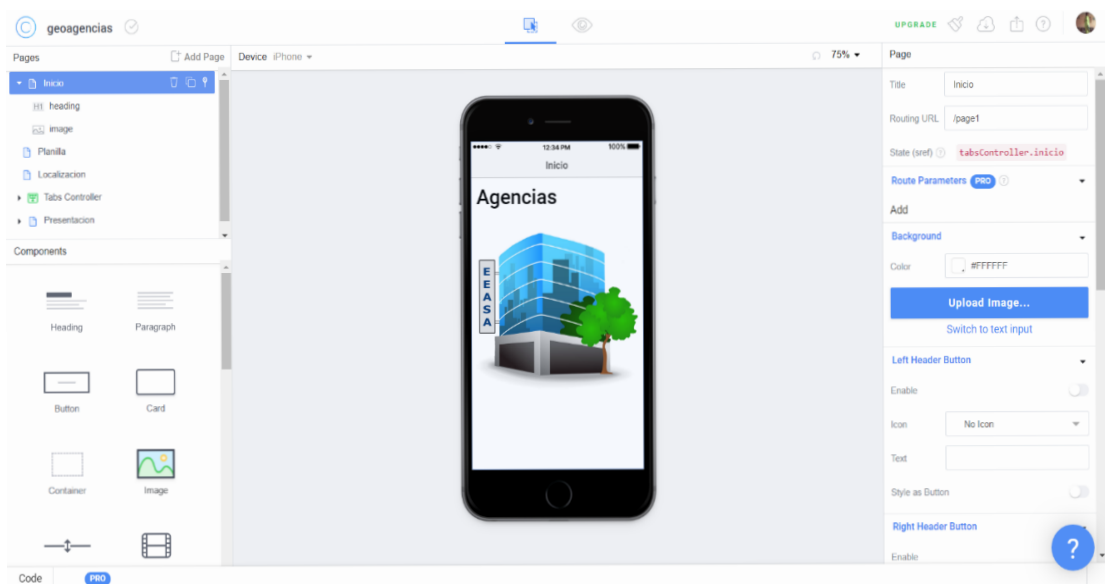 geoagencias
UPGRADE
Pages
Add Page
Device iPhone
75%
Page
Inicio
H1 heading
image
Planilla
Localizacion
Tabs Controller
Presentacion
Components
Heading
Paragraph
Button
Card
Container
Image
Code
PRO
12:34 PM
100%
Inicio
Agencias
EEASA
Title
Inicio
Routing URL
/page1
State (sref)
tabsController.inicio
Route Parameters PRO
Add
Background
Color
#FFFFFF
Upload Image...
Switch to text input
Left Header Button
Enable
Icon
No Icon
Text
Style as Button
Right Header Button
Enable
?